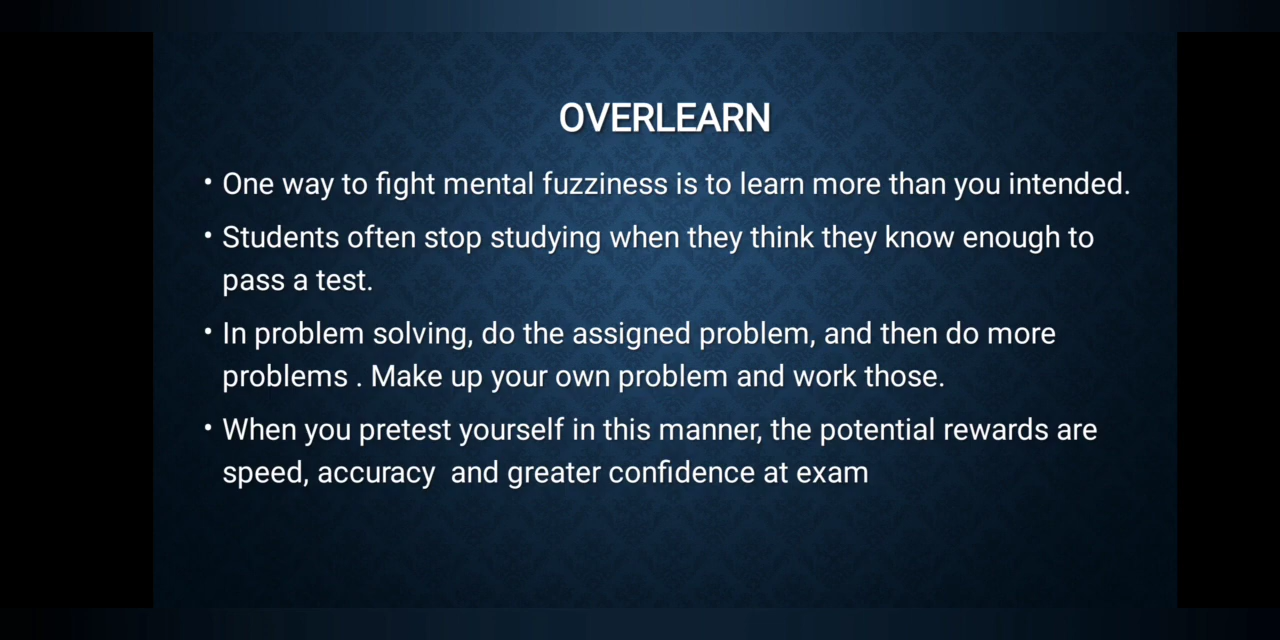 OVERLEARN
• One way to fight mental fuzziness is to learn more than you intended.
• Students often stop studying when they think they know enough to
pass a test.
• In problem solving, do the assigned problem, and then do more
problems . Make up your own problem and work those.
• When you pretest yourself in this manner, the potential rewards are
speed, accuracy  and greater confidence at exam